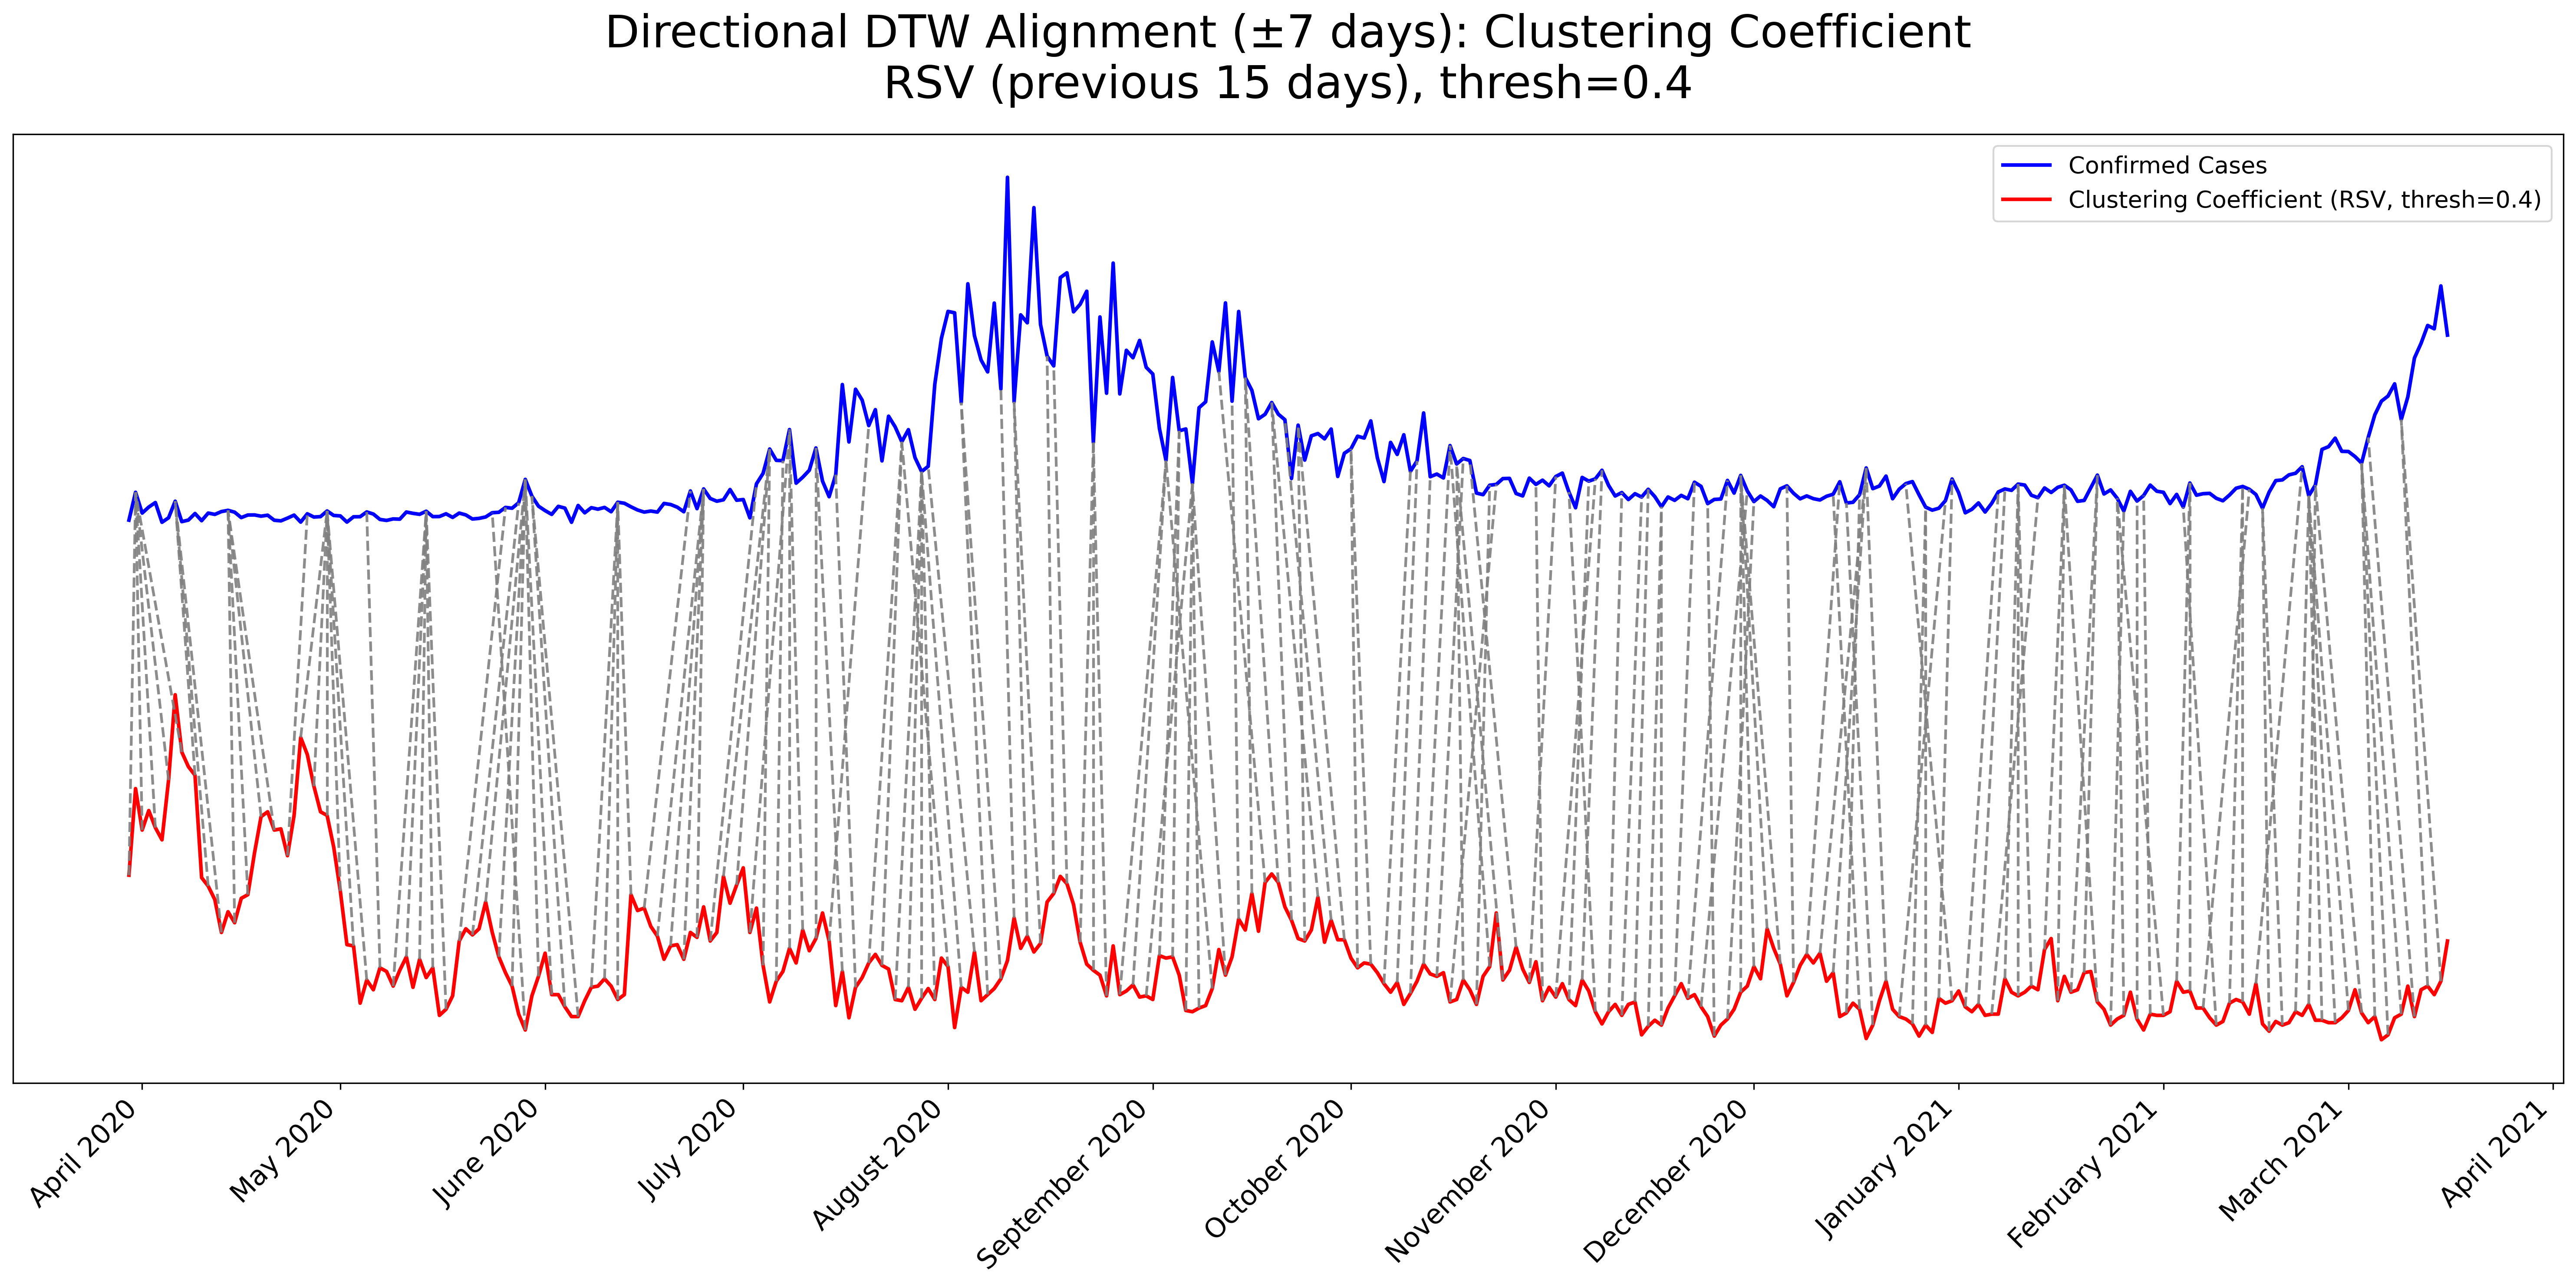 Directional DTW Alignment (±7 days): Clustering Coefficient
RSV (previous 15 days), thresh=0.4
Confirmed Cases
Clustering Coefficient (RSV, thresh=0.4)
April 2020
May 2020
June 2020
July 2020
August 2020
September 2020
October 2020
November 2020
December 2020
January 2021
February 2021
March 2021
April 2021